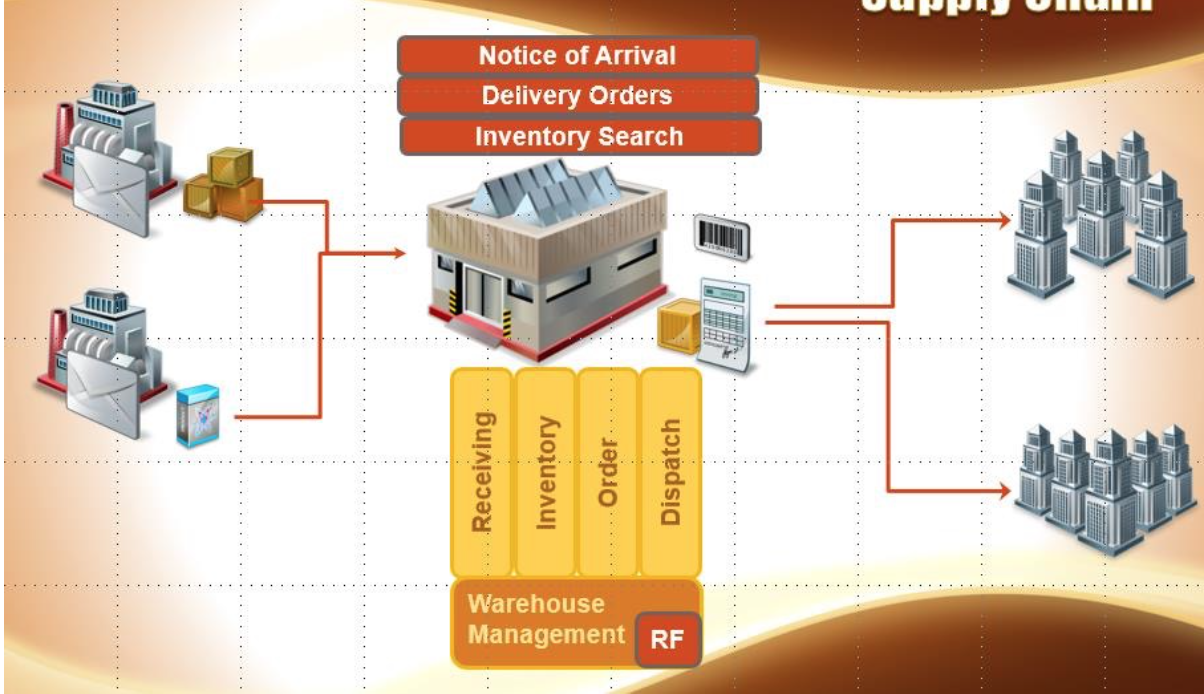 Supply Chain
Notice of Arrival
Delivery Orders
Inventory Search
Receiving
Inventory
Order
Dispatch
Warehouse
Management
RF